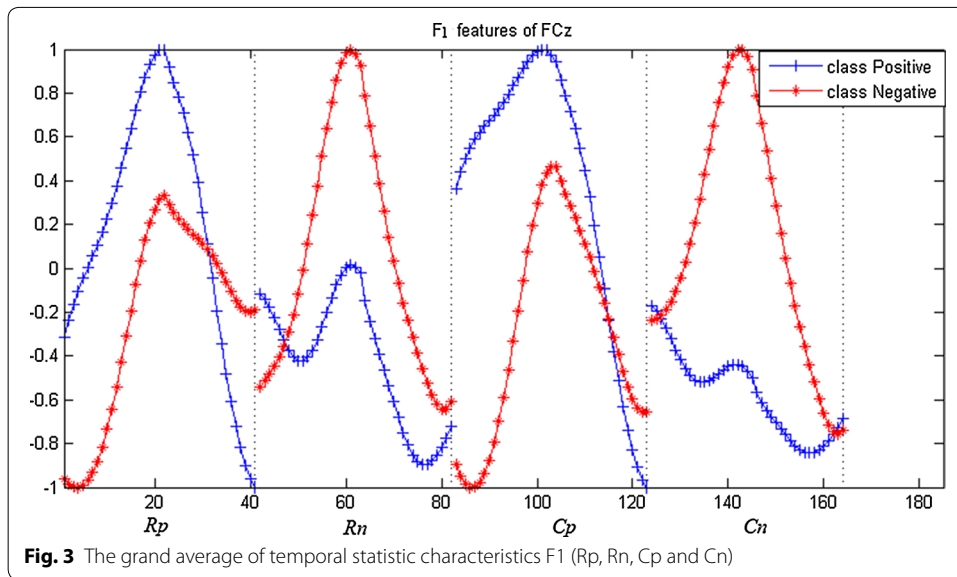 F1 features of FCz
class Positive
class Negative
1
0.8
0.6
0.4
0.2
0
-0.2
-0.4
-0.6
-0.8
-1
20 40 60 80 100 120 140 160 180
Rp Rn Cp Cn
Fig. 3 The grand average of temporal statistic characteristics F1 (Rp, Rn, Cp and Cn)